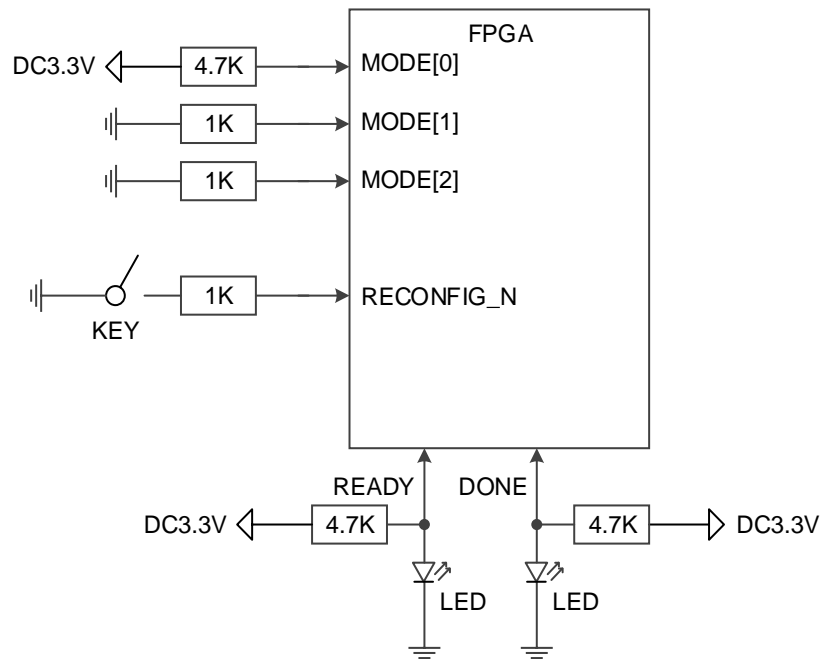 FPGA
DC3.3V 4.7K MODE[0]
1K MODE[1]
1K MODE[2]
1K RECONFIG_N
KEY
READY DONE
DC3.3V 4.7K 4.7K DC3.3V
LED LED